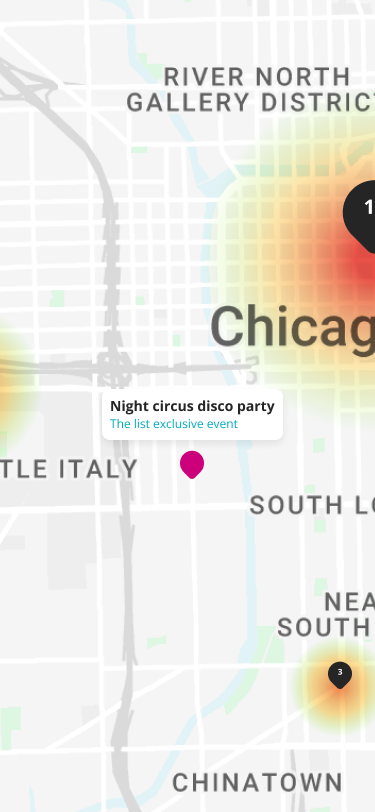 RIVER NORTH
GALLERY DISTRICT
1
Chicag
Night circus disco party
The list exclusive event
TLE ITALY
SOUTH LO
NEA
SOUTH
3
CHINATOWN